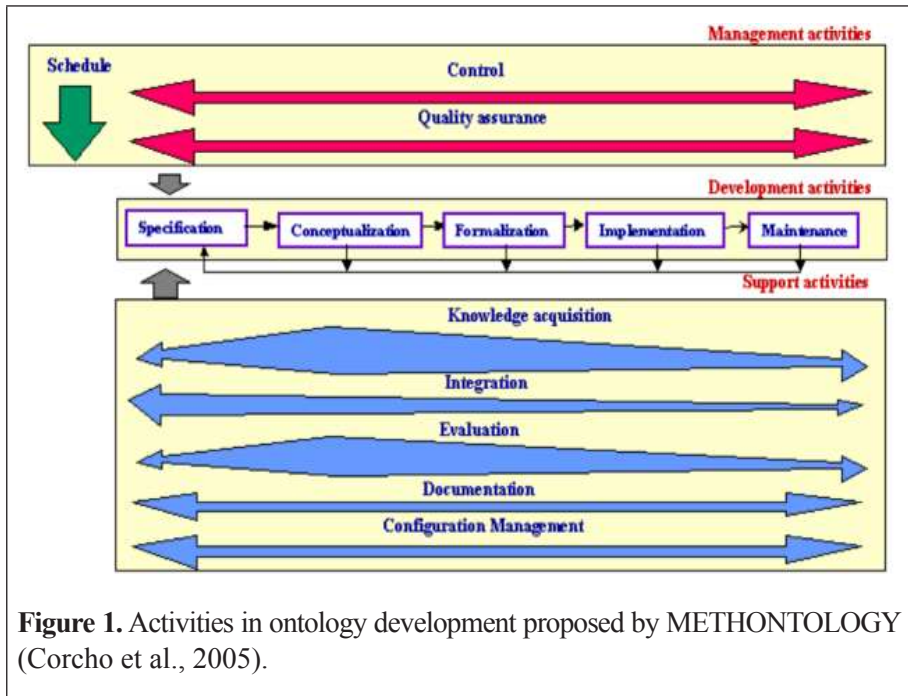 Management activities
Schedule
Control
Quality assurance
Development activities
Specification
Conceptualization
Formalization
Implementation
Maintenance
Support activities
Knowledge acquisition
Integration
Evaluation
Documentation
Configuration Management
Figure 1. Activities in ontology development proposed by METHONTOLOGY
(Corcho et al., 2005).